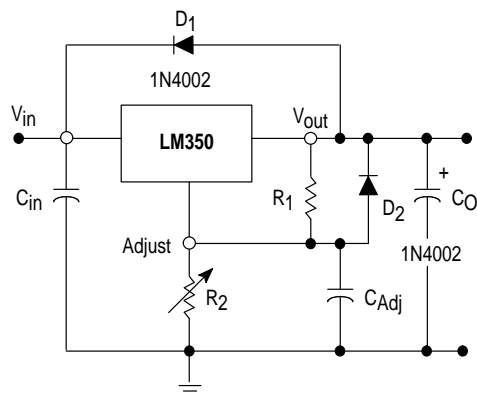 D1
1N4002
Vin
Vout
LM350
Cin
R1
D2
+
CO
Adjust
1N4002
R2
CAdj